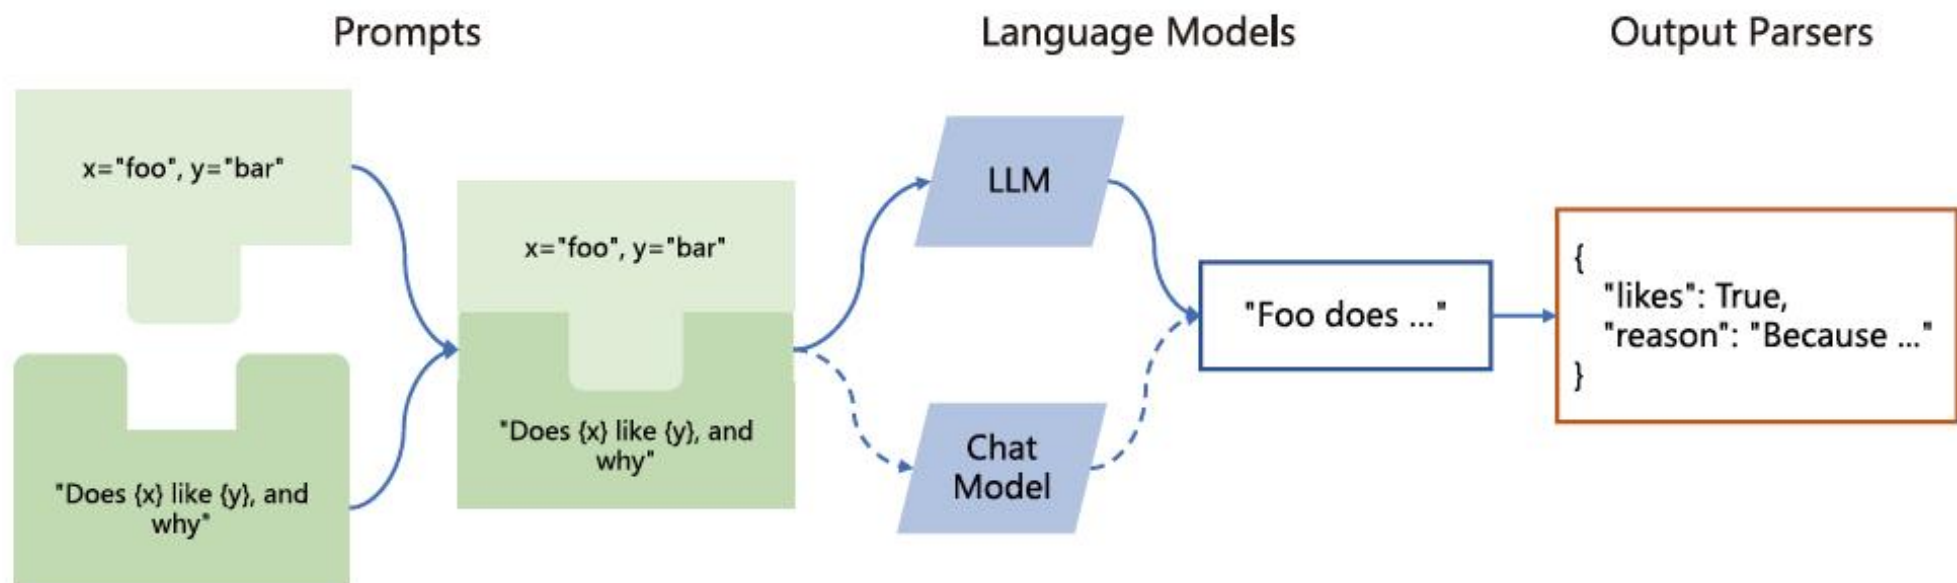 Prompts
Language Models
Output Parsers
x="foo", y="bar"
"Does {x} like {y}, and
why"
x="foo", y="bar"
"Does {x} like {y}, and
why"
LLM
Chat
Model
"Foo does ..."
{
"likes": True,
"reason": "Because ..."
}